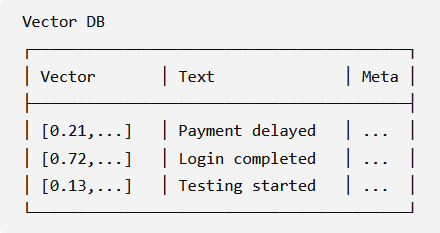 Vector DB
Vector Text Meta
[0.21,...] Payment delayed ...
[0.72,...] Login completed ...
[0.13,...] Testing started ...